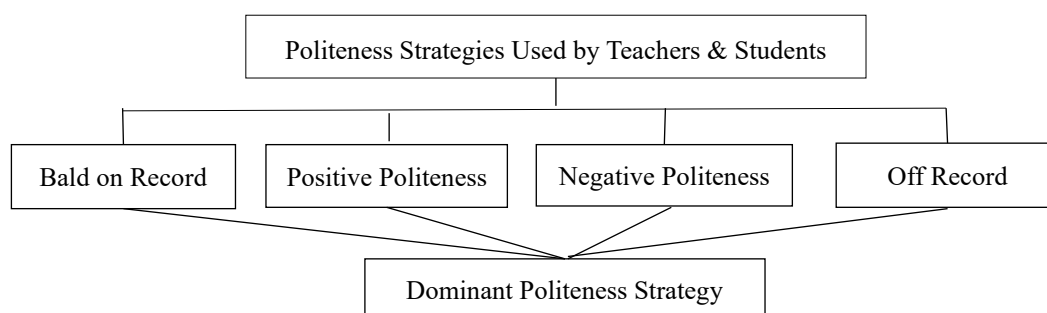 Politeness Strategies Used by Teachers & Students
Bald on Record
Positive Politeness
Negative Politeness
Off Record
Dominant Politeness Strategy